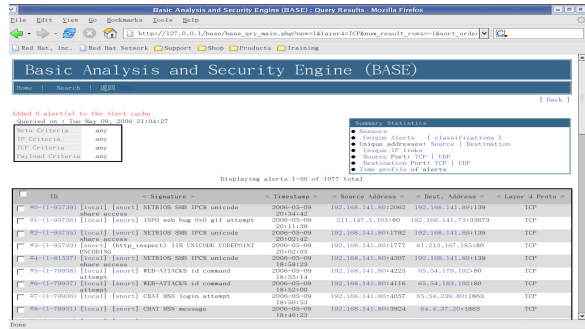 Basic Analysis and Security Engine (BASE) : Query Results - Mozilla Firefox
File Edit View Go Bookmarks Tools Help
http://127.0.0.1/base/base_qry_main.php?new=1&layer4=TCP&num_result_rows=-1&sort_orde
Red Hat, Inc. Red Hat Network Support Shop Products Training
Basic Analysis and Security Engine (BASE)
Home | Search | 返回
[ Back ]
Added 0 alert(s) to the Alert cache
Queried on : Tue May 09, 2006 21:04:27
Meta Criteria any
IP Criteria any
TCP Criteria any
Payload Criteria any
Summary Statistics
Sensors
Unique Alerts ( classifications )
Unique addresses: Source | Destination
Unique IP links
Source Port: TCP | UDP
Destination Port: TCP | UDP
Time profile of alerts
Displaying alerts 1-50 of 1077 total
ID < Signature > < Timestamp > < Source Address > < Dest. Address > < Layer 4 Proto >
#0-(1-85739) [local] [snort] NETBIOS SMB IPC$ unicode share access 2006-05-09 20:34:42 192.168.141.80:2062 192.168.141.89:139 TCP
#1-(1-85736) [local] [snort] INFO web bug 0x0 gif attempt 2006-05-09 20:11:39 211.147.5.165:80 192.168.141.73:33673 TCP
#2-(1-85735) [local] [snort] NETBIOS SMB IPC$ unicode share access 2006-05-09 20:02:42 192.168.141.80:1792 192.168.141.89:139 TCP
#3-(1-85733) [local] [snort] (http_inspect) IIS UNICODE CODEPOINT ENCODING 2006-05-09 20:02:05 192.168.141.80:1777 61.213.167.185:80 TCP
#4-(1-81537) [local] [snort] NETBIOS SMB IPC$ unicode share access 2006-05-09 18:58:23 192.168.141.80:4307 192.168.141.89:139 TCP
#5-(1-79938) [local] [snort] WEB-ATTACKS id command attempt 2006-05-09 18:55:14 192.168.141.80:4225 65.54.179.192:80 TCP
#6-(1-79937) [local] [snort] WEB-ATTACKS id command attempt 2006-05-09 18:52:00 192.168.141.80:4116 65.54.183.192:80 TCP
#7-(1-79936) [local] [snort] CHAT MSN login attempt 2006-05-09 18:50:53 192.168.141.80:4057 65.54.239.80:1863 TCP
#8-(1-79931) [local] [snort] CHAT MSN message 2006-05-09 18:46:23 192.168.141.80:3924 64.4.37.20:1863 TCP
Done